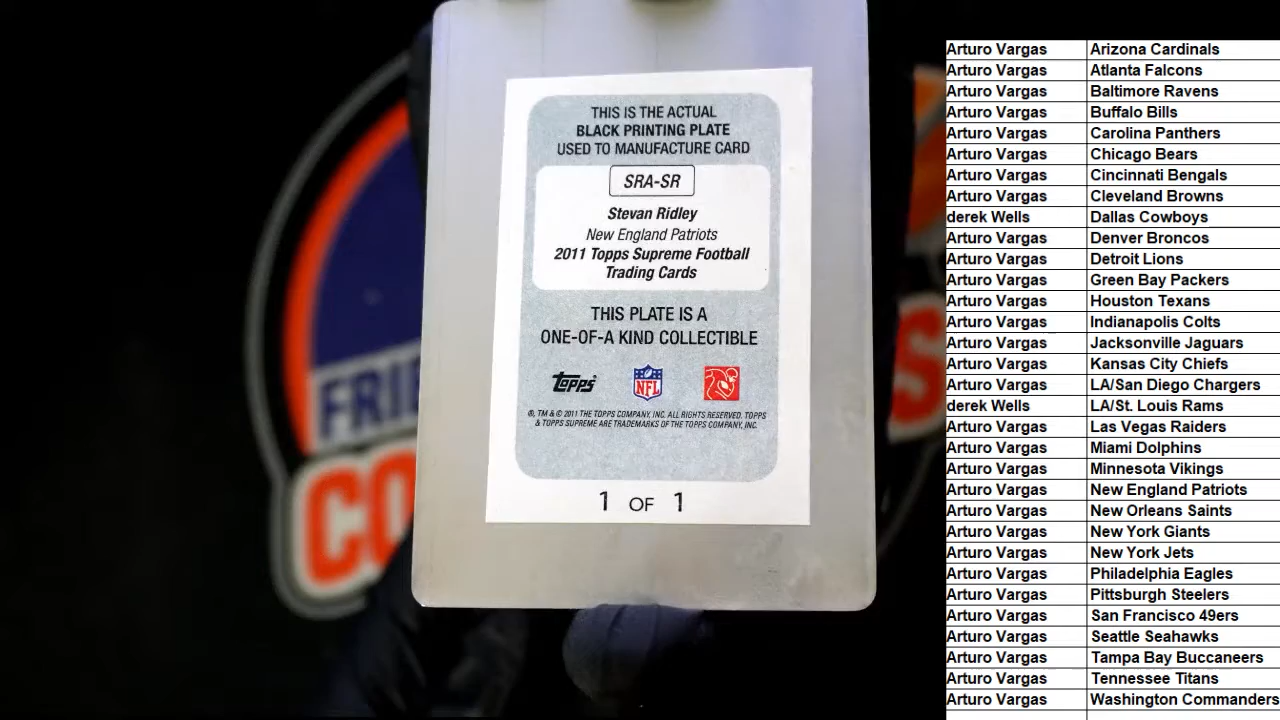 THIS IS THE ACTUAL
BLACK PRINTING PLATE
USED TO MANUFACTURE CARD
SRA-SR
Stevan Ridley
New England Patriots
2011 Topps Supreme Football
Trading Cards
THIS PLATE IS A
ONE-OF-A KIND COLLECTIBLE
topps
NFL
®, TM & © 2011 THE TOPPS COMPANY, INC. ALL RIGHTS RESERVED. TOPPS
& TOPPS SUPREME ARE TRADEMARKS OF THE TOPPS COMPANY, INC.
1 OF 1
FRIE
CO
S
Arturo Vargas Arizona Cardinals
Arturo Vargas Atlanta Falcons
Arturo Vargas Baltimore Ravens
Arturo Vargas Buffalo Bills
Arturo Vargas Carolina Panthers
Arturo Vargas Chicago Bears
Arturo Vargas Cincinnati Bengals
Arturo Vargas Cleveland Browns
derek Wells Dallas Cowboys
Arturo Vargas Denver Broncos
Arturo Vargas Detroit Lions
Arturo Vargas Green Bay Packers
Arturo Vargas Houston Texans
Arturo Vargas Indianapolis Colts
Arturo Vargas Jacksonville Jaguars
Arturo Vargas Kansas City Chiefs
Arturo Vargas LA/San Diego Chargers
derek Wells LA/St. Louis Rams
Arturo Vargas Las Vegas Raiders
Arturo Vargas Miami Dolphins
Arturo Vargas Minnesota Vikings
Arturo Vargas New England Patriots
Arturo Vargas New Orleans Saints
Arturo Vargas New York Giants
Arturo Vargas New York Jets
Arturo Vargas Philadelphia Eagles
Arturo Vargas Pittsburgh Steelers
Arturo Vargas San Francisco 49ers
Arturo Vargas Seattle Seahawks
Arturo Vargas Tampa Bay Buccaneers
Arturo Vargas Tennessee Titans
Arturo Vargas Washington Commanders